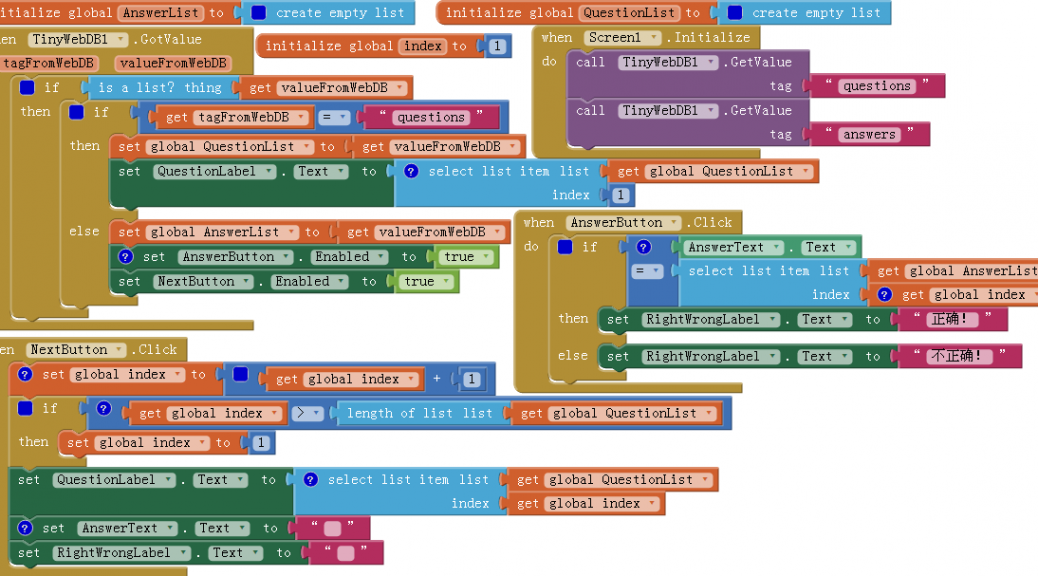 itialize global AnswerList to create empty list
initialize global QuestionList to create empty list
en TinyWebDB1 .GotValue
tagFromWebDB valueFromWebDB
initialize global index to 1
if is a list? thing get valueFromWebDB
then if get tagFromWebDB = “ questions ”
then set global QuestionList to get valueFromWebDB
set QuestionLabel . Text to ? select list item list get global QuestionList
index 1
else set global AnswerList to get valueFromWebDB
? set AnswerButton . Enabled to true
set NextButton . Enabled to true
when Screen1 .Initialize
do call TinyWebDB1 .GetValue
tag “ questions ”
call TinyWebDB1 .GetValue
tag “ answers ”
when AnswerButton .Click
do if ? AnswerText . Text
= select list item list get global AnswerList
index ? get global index
then set RightWrongLabel . Text to “ 正确! ”
else set RightWrongLabel . Text to “ 不正确! ”
en NextButton .Click
? set global index to get global index + 1
if ? get global index > length of list list get global QuestionList
then set global index to 1
set QuestionLabel . Text to ? select list item list get global QuestionList
index get global index
? set AnswerText . Text to “ ”
set RightWrongLabel . Text to “ ”